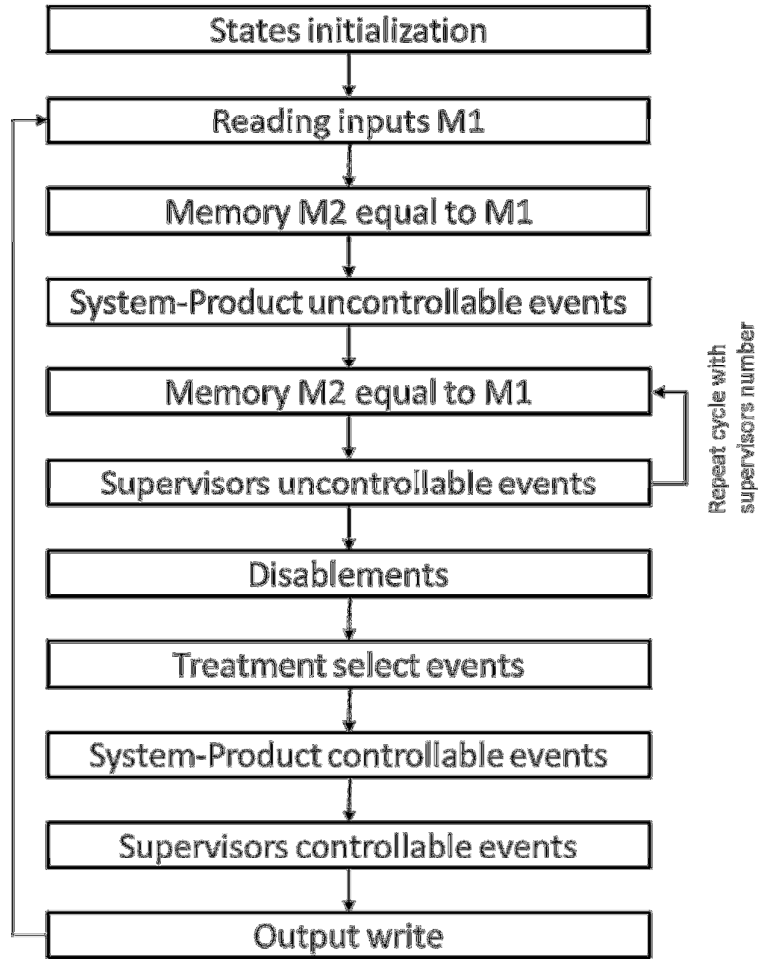 States initialization
Reading inputs M1
Memory M2 equal to M1
System-Product uncontrollable events
Memory M2 equal to M1
Supervisors uncontrollable events
Repeat cycle with
supervisors number
Disablements
Treatment select events
System-Product controllable events
Supervisors controllable events
Output write